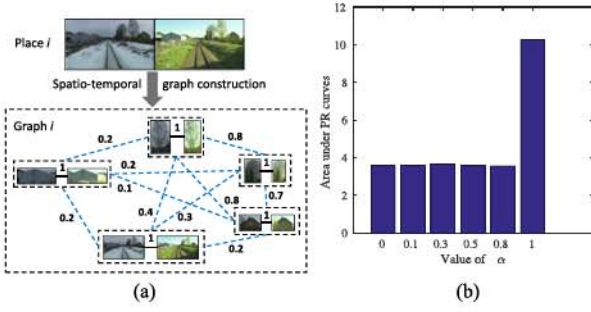 Place i
Spatio-temporal graph construction
Graph i
1
0.2
0.8
1
0.2
1
0.1
0.7
0.2
0.4
0.3
0.8
1
1
0.2
(a)
Area under PR curves
12
10
8
6
4
2
0
0 0.1 0.3 0.5 0.8 1
Value of α
(b)